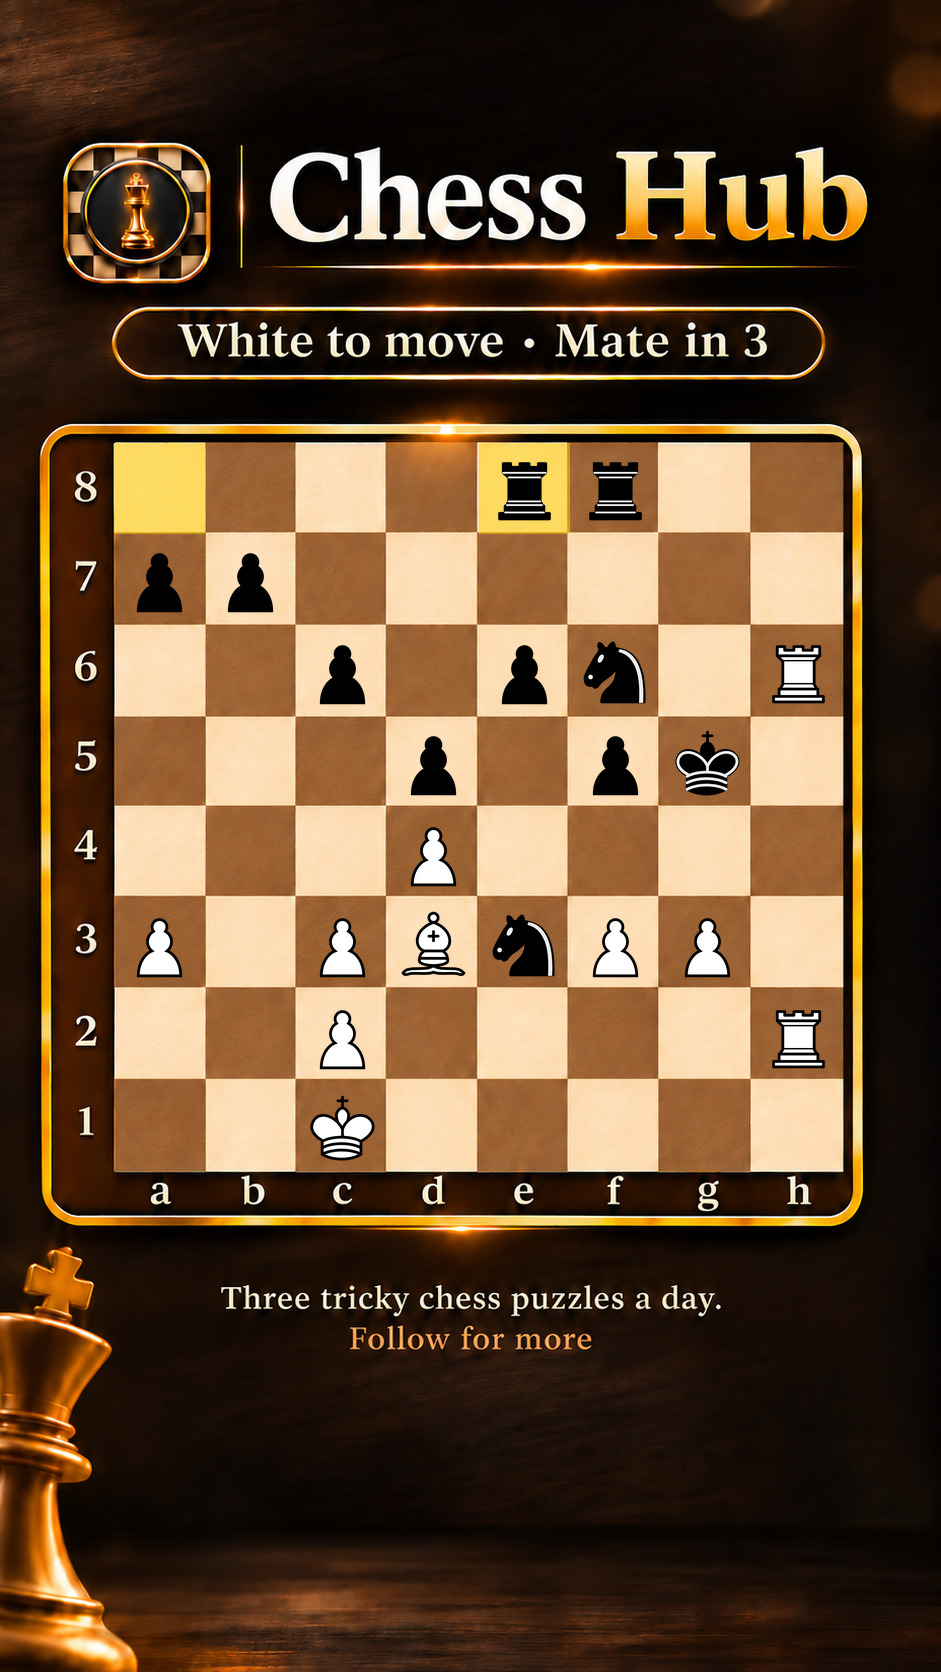 Chess Hub
White to move • Mate in 3
8
7
6
5
4
3
2
1
a b c d e f g h
Three tricky chess puzzles a day.
Follow for more